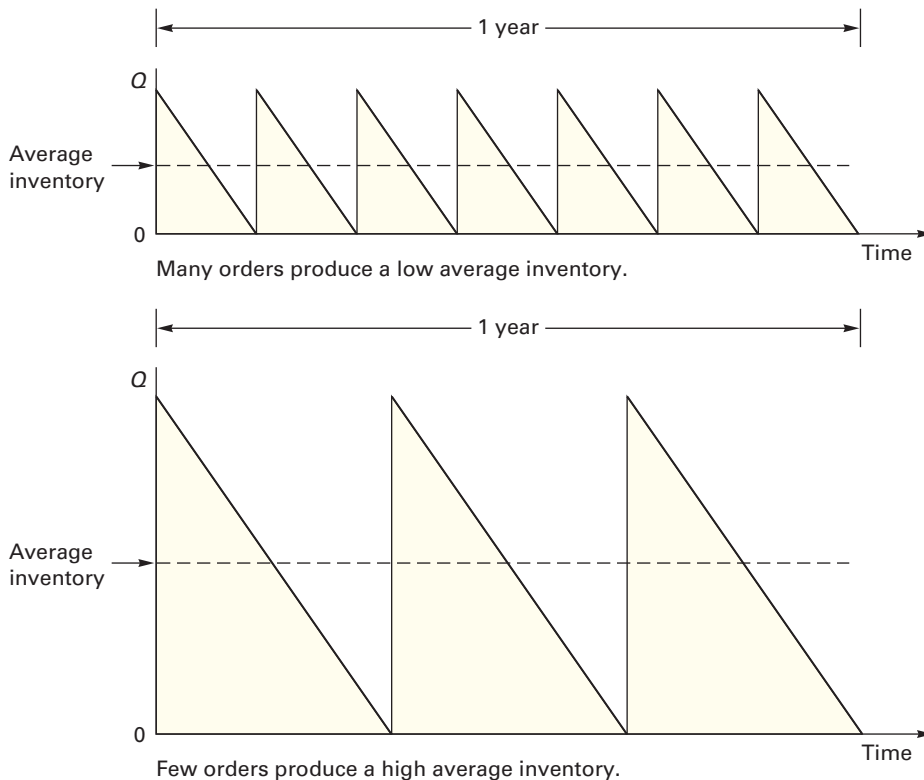 1 year
Q
Average
inventory
0
Time
Many orders produce a low average inventory.
1 year
Q
Average
inventory
0
Time
Few orders produce a high average inventory.